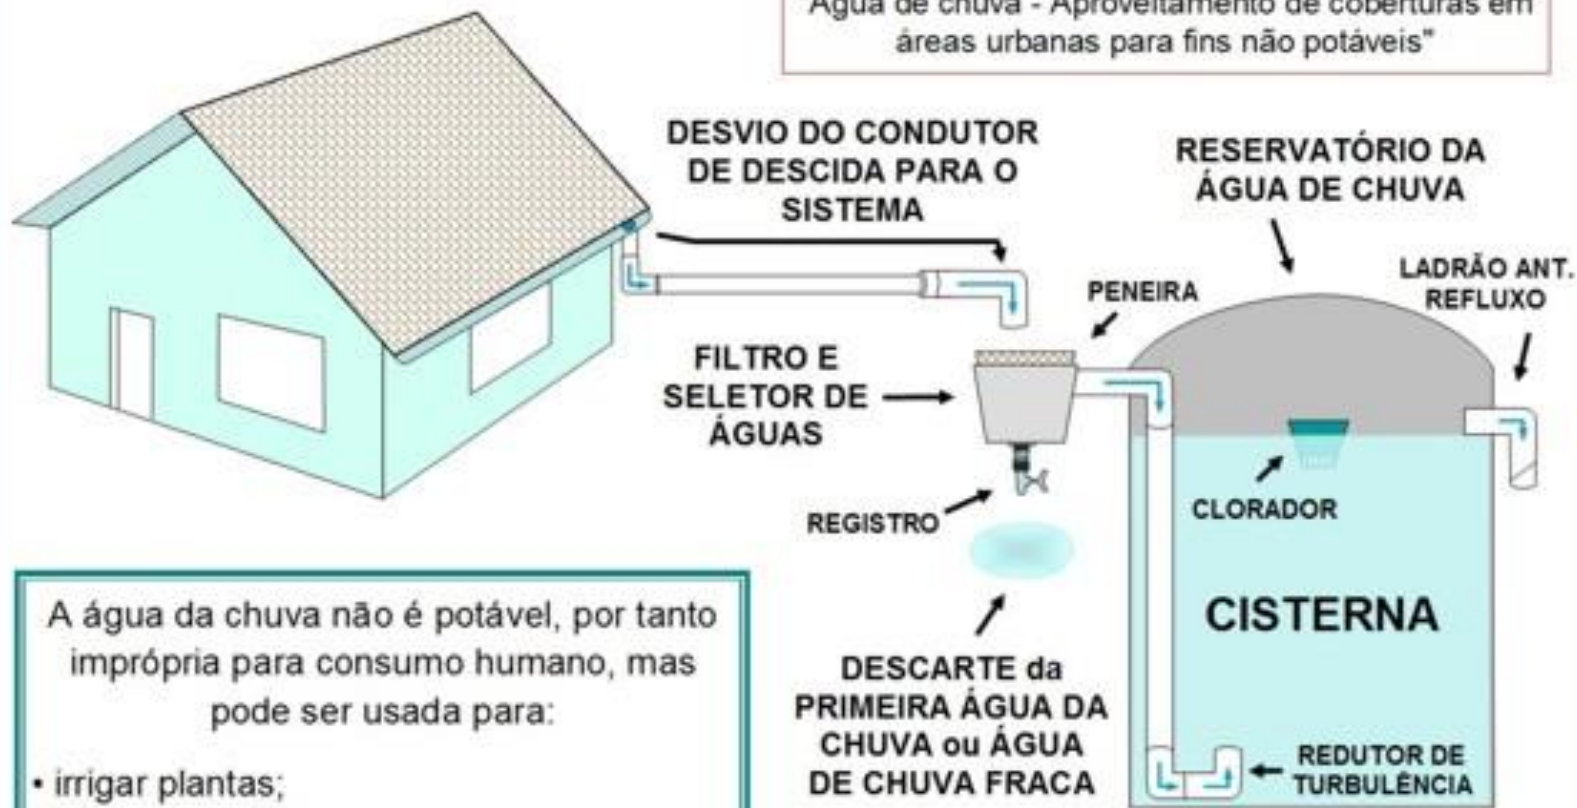 Água de chuva - Aproveitamento de coberturas em
áreas urbanas para fins não potáveis"
DESVIO DO CONDUTOR
DE DESCIDA PARA O
SISTEMA
RESERVATÓRIO DA
ÁGUA DE CHUVA
LADRÃO ANT.
REFLUXO
PENEIRA
FILTRO E
SELETOR DE
ÁGUAS
REGISTRO
CLORADOR
CISTERNA
A água da chuva não é potável, por tanto
imprópria para consumo humano, mas
pode ser usada para:
• irrigar plantas;
DESCARTE da
PRIMEIRA ÁGUA DA
CHUVA ou ÁGUA
DE CHUVA FRACA
REDUTOR DE
TURBULÊNCIA